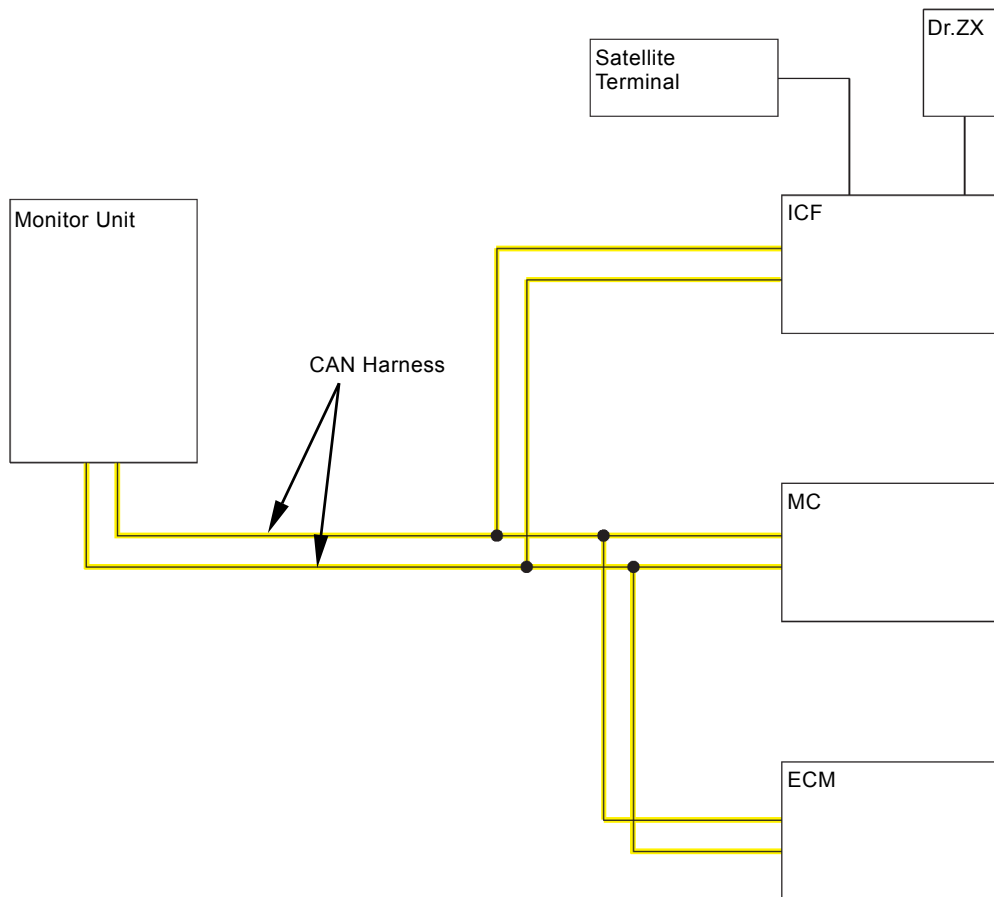 Dr.ZX
Satellite
Terminal
Monitor Unit
ICF
CAN Harness
MC
ECM